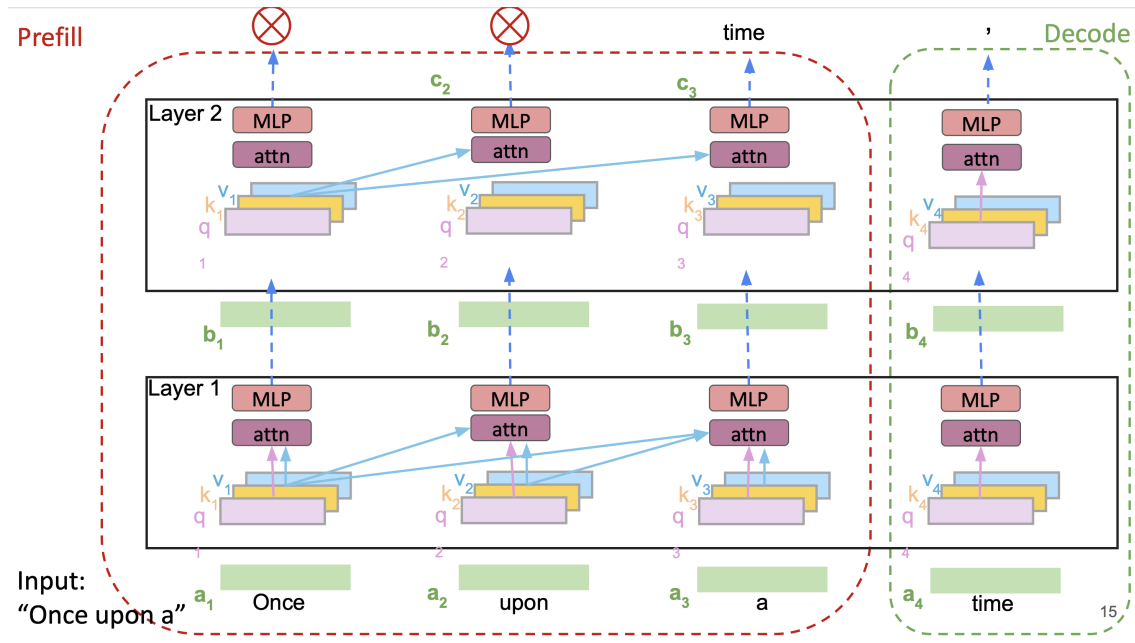 Prefill
time
,
Decode
c2
c3
Layer 2
MLP
MLP
MLP
MLP
attn
attn
attn
attn
v1
k1
q
1
v2
k2
q
2
v3
k3
q
3
v4
k4
q
4
b1
b2
b3
b4
Layer 1
MLP
MLP
MLP
MLP
attn
attn
attn
attn
v1
k1
q
1
v2
k2
q
2
v3
k3
q
3
v4
k4
q
4
Input:
“Once upon a”
a1
Once
a2
upon
a3
a
a4
time
15